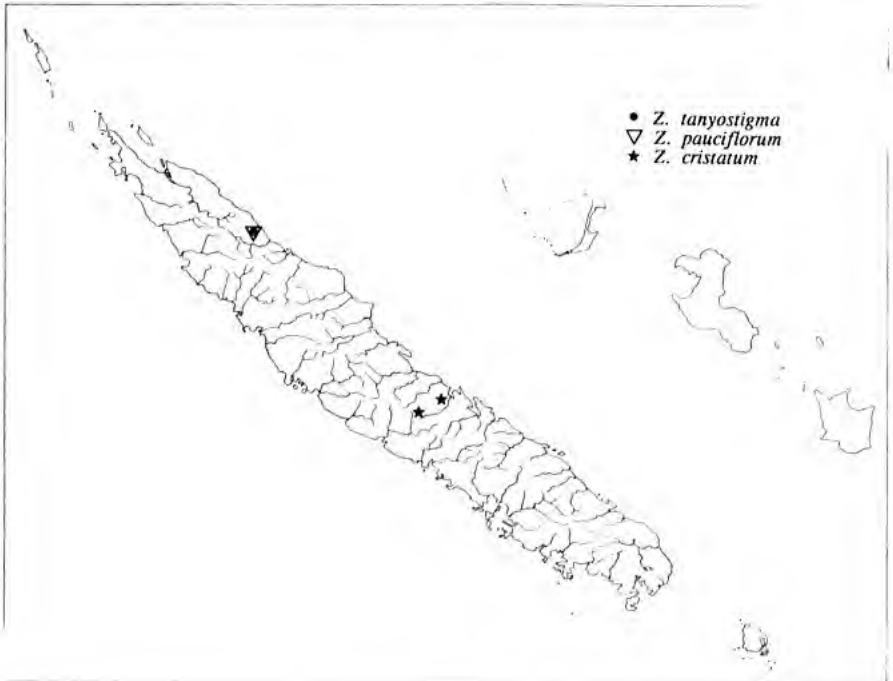 ● Z. tanyostigma
▽ Z. pauciflorum
★ Z. cristatum